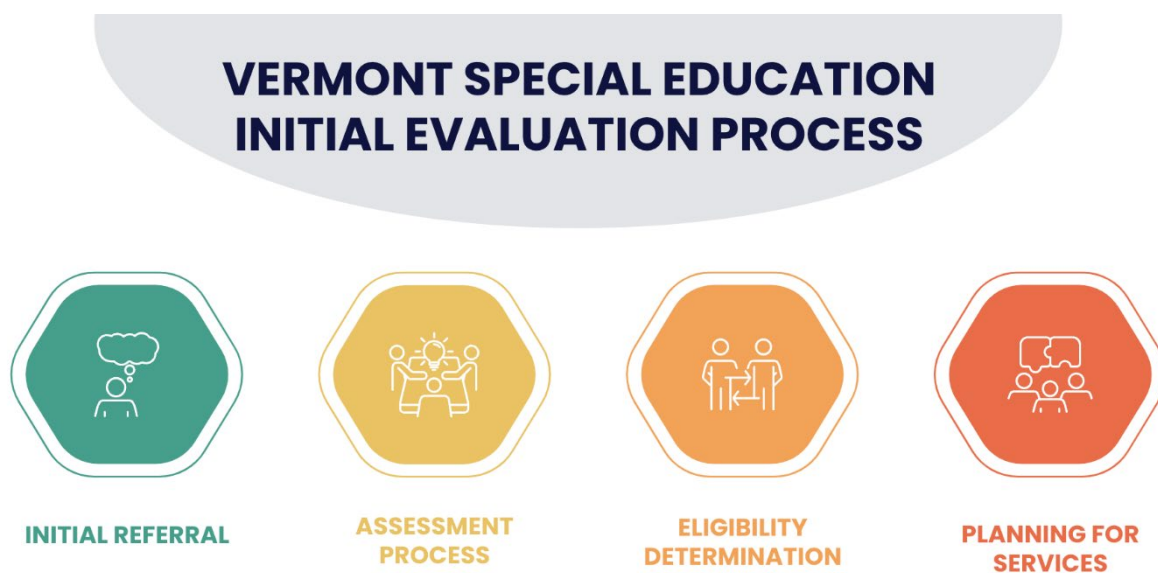 VERMONT SPECIAL EDUCATION
INITIAL EVALUATION PROCESS
INITIAL REFERRAL
ASSESSMENT
PROCESS
ELIGIBILITY
DETERMINATION
PLANNING FOR
SERVICES